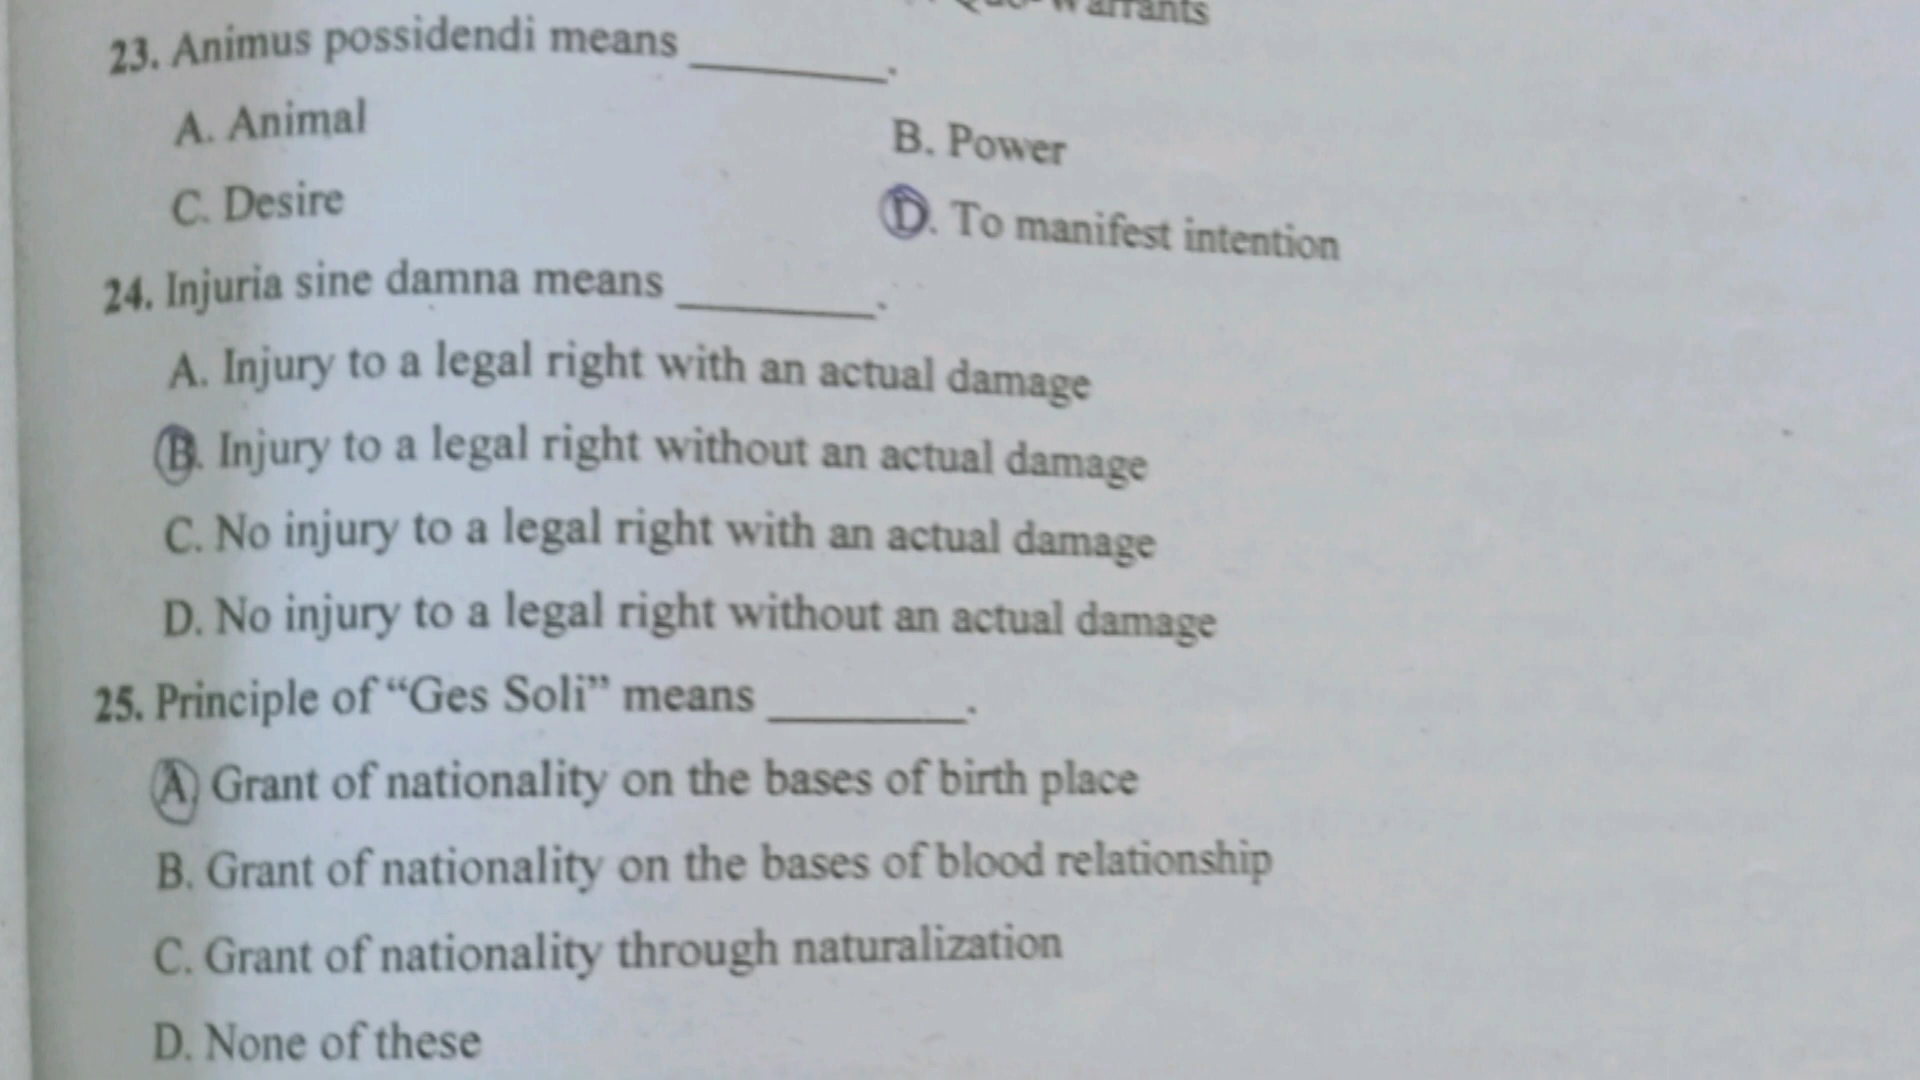 Warrants
23. Animus possidendi means ________.
A. Animal
B. Power
C. Desire
D. To manifest intention
24. Injuria sine damna means ________.
A. Injury to a legal right with an actual damage
B. Injury to a legal right without an actual damage
C. No injury to a legal right with an actual damage
D. No injury to a legal right without an actual damage
25. Principle of “Ges Soli” means ________.
A. Grant of nationality on the bases of birth place
B. Grant of nationality on the bases of blood relationship
C. Grant of nationality through naturalization
D. None of these